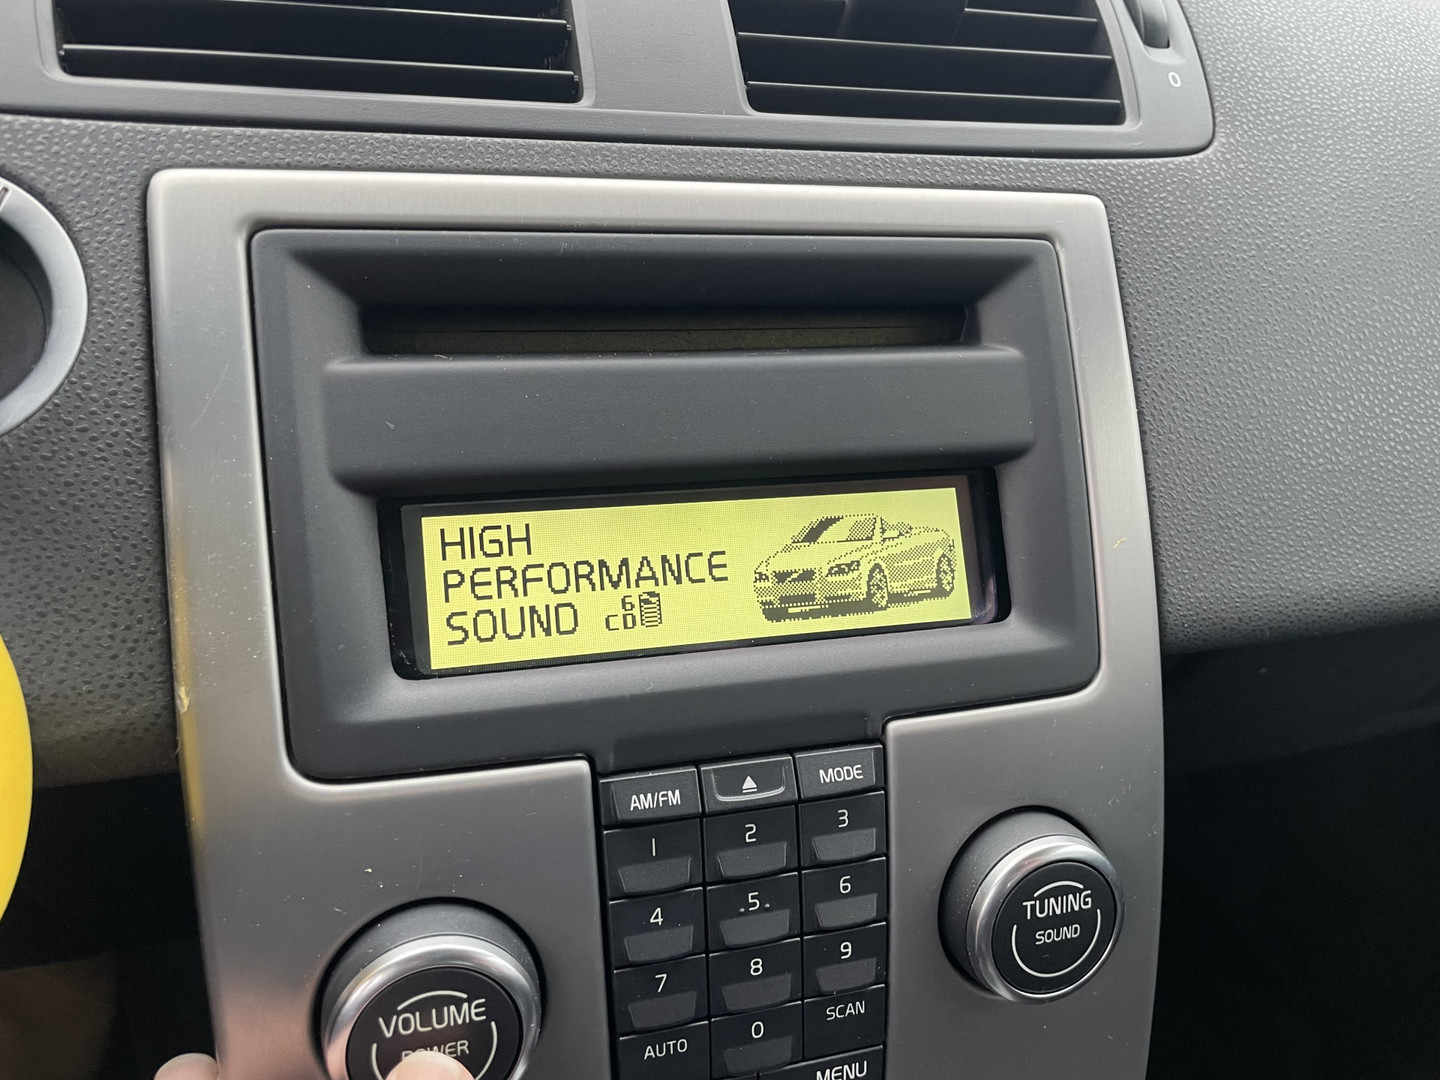 0
HIGH
PERFORMANCE
SOUND 6 CD
AM/FM MODE
1 2 3
4 5 6
7 8 9
AUTO 0 SCAN
MENU
VOLUME
POWER
TUNING
SOUND